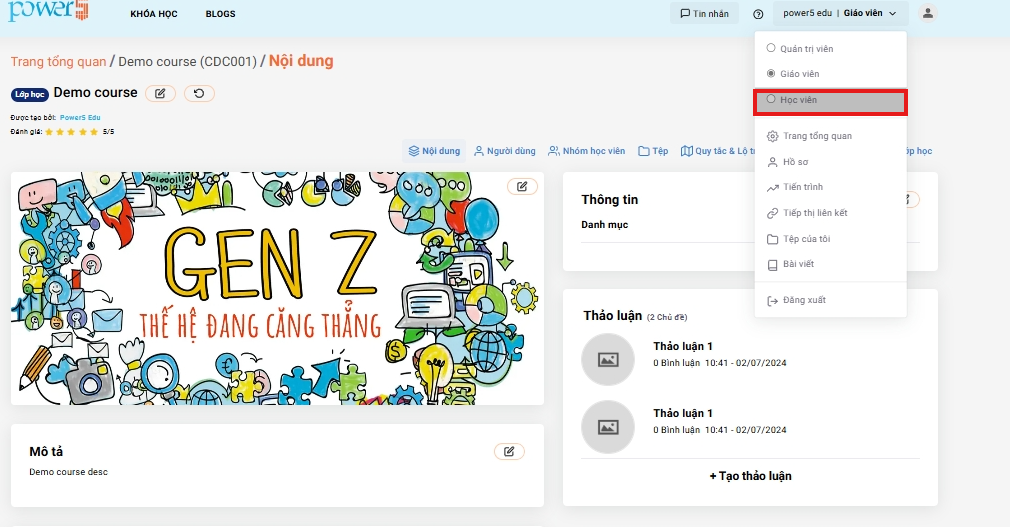 power5
KHÓA HỌC
BLOGS
Tin nhắn
power5 edu | Giáo viên
Quản trị viên
Giáo viên
Học viên
Trang tổng quan
Hồ sơ
Tiến trình
Tiếp thị liên kết
Tệp của tôi
Bài viết
Đăng xuất
Trang tổng quan / Demo course (CDC001) / Nội dung
Lớp học Demo course
Được tạo bởi: Power5 Edu
Đánh giá: 5/5
Nội dung
Người dùng
Nhóm học viên
Tệp
Quy tắc & Lộ
học
GEN Z
THẾ HỆ ĐANG CĂNG THẲNG
Mô tả
Demo course desc
Thông tin
Danh mục
Thảo luận (2 Chủ đề)
Thảo luận 1
0 Bình luận 10:41 - 02/07/2024
Thảo luận 1
0 Bình luận 10:41 - 02/07/2024
+ Tạo thảo luận